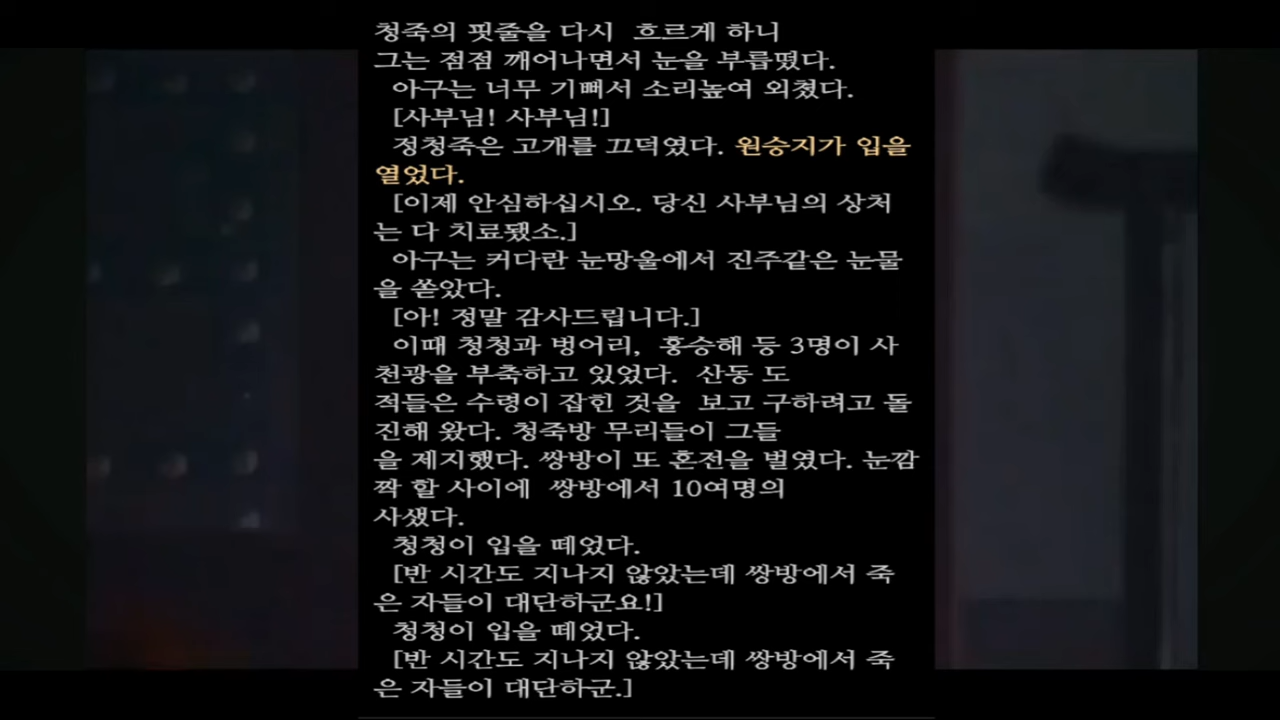 청죽의 핏줄을 다시 흐르게 하니
그는 점점 깨어나면서 눈을 부릅떴다.
아구는 너무 기뻐서 소리높여 외쳤다.
[사부님! 사부님!]
정청죽은 고개를 끄덕였다. 원승지가 입을
열었다.
[이제 안심하십시오. 당신 사부님의 상처
는 다 치료됐소.]
아구는 커다란 눈망울에서 진주같은 눈물
을 쏟았다.
[아! 정말 감사드립니다.]
이때 청청과 벙어리, 홍승해 등 3명이 사
천광을 부축하고 있었다. 산동 도
적들은 수령이 잡힌 것을 보고 구하려고 돌
진해 왔다. 청죽방 무리들이 그들
을 제지했다. 쌍방이 또 혼전을 벌였다. 눈깜
짝 할 사이에 쌍방에서 10여명의
사샜다.
청청이 입을 떼었다.
[반 시간도 지나지 않았는데 쌍방에서 죽
은 자들이 대단하군요!]
청청이 입을 떼었다.
[반 시간도 지나지 않았는데 쌍방에서 죽
은 자들이 대단하군.]